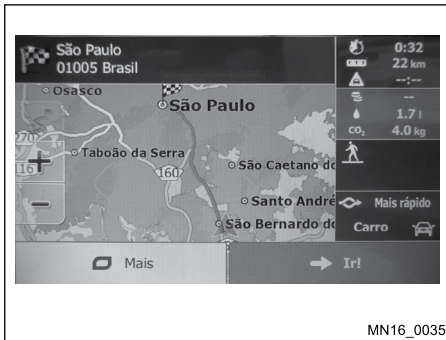 São Paulo
01005 Brasil
0:32
22 km
--:--
--
1.7 l
CO₂ 4.0 kg
Mais rápido
Carro
Osasco
São Paulo
270
Taboão da Serra
116
160
São Caetano do
Santo André
São Bernardo do
Mais
Ir!
MN16_0035